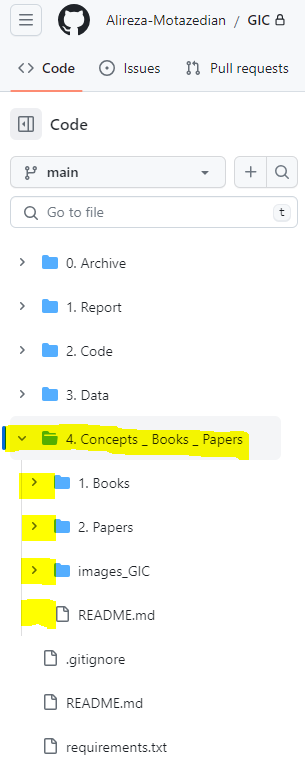 Alireza-Motazedian / GIC
Code Issues Pull requests
Code
main
Go to file t
0. Archive
1. Report
2. Code
3. Data
4. Concepts _ Books _ Papers
1. Books
2. Papers
images_GIC
README.md
.gitignore
README.md
requirements.txt